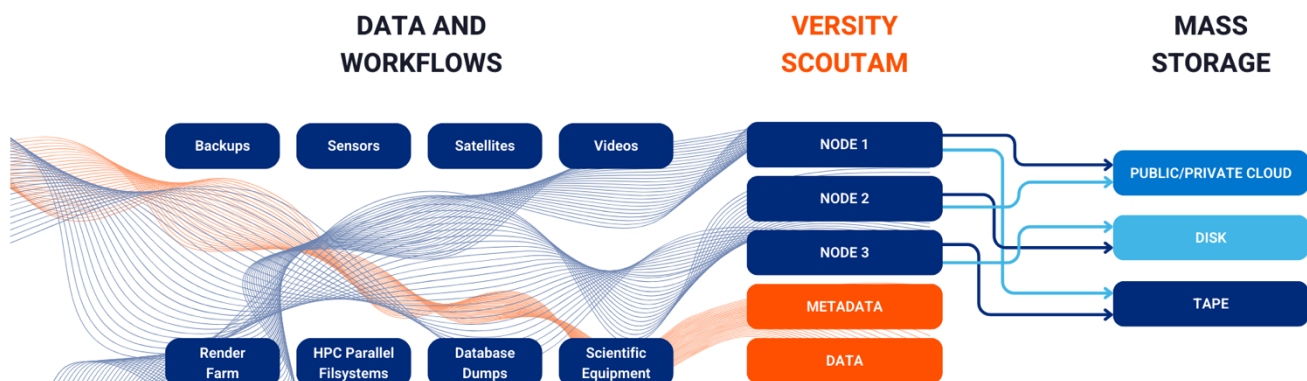 DATA AND
WORKFLOWS
VERSITY
SCOUTAM
MASS
STORAGE
Backups
Sensors
Satellites
Videos
Render
Farm
HPC Parallel
Filsystems
Database
Dumps
Scientific
Equipment
NODE 1
NODE 2
NODE 3
METADATA
DATA
PUBLIC/PRIVATE CLOUD
DISK
TAPE